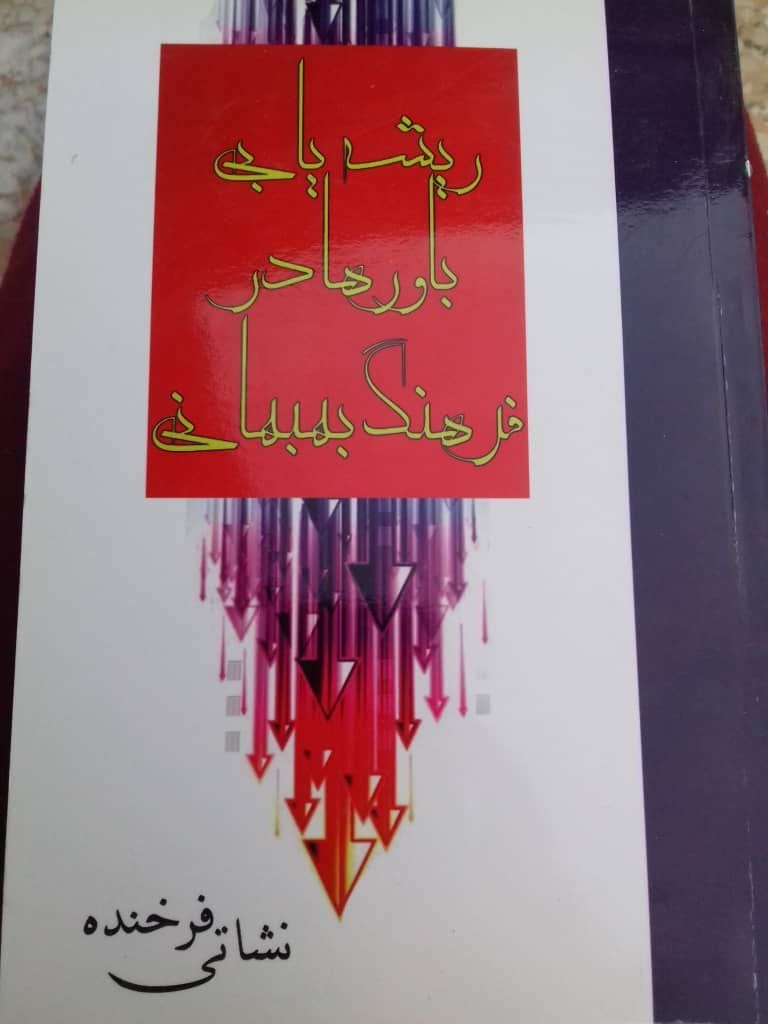 ریشه یابی
باورها در
فرهنگ بهبهانی
فرخنده
نشاتی